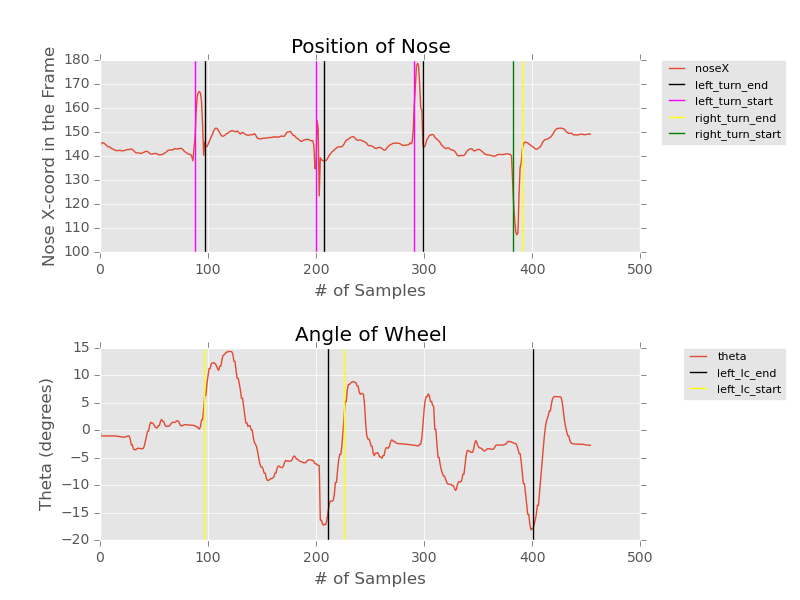 Position of Nose
Nose X-coord in the Frame
180
170
160
150
140
130
120
110
100
0 100 200 300 400 500
# of Samples
noseX
left_turn_end
left_turn_start
right_turn_end
right_turn_start
Angle of Wheel
Theta (degrees)
15
10
5
0
−5
−10
−15
−20
0 100 200 300 400 500
# of Samples
theta
left_lc_end
left_lc_start